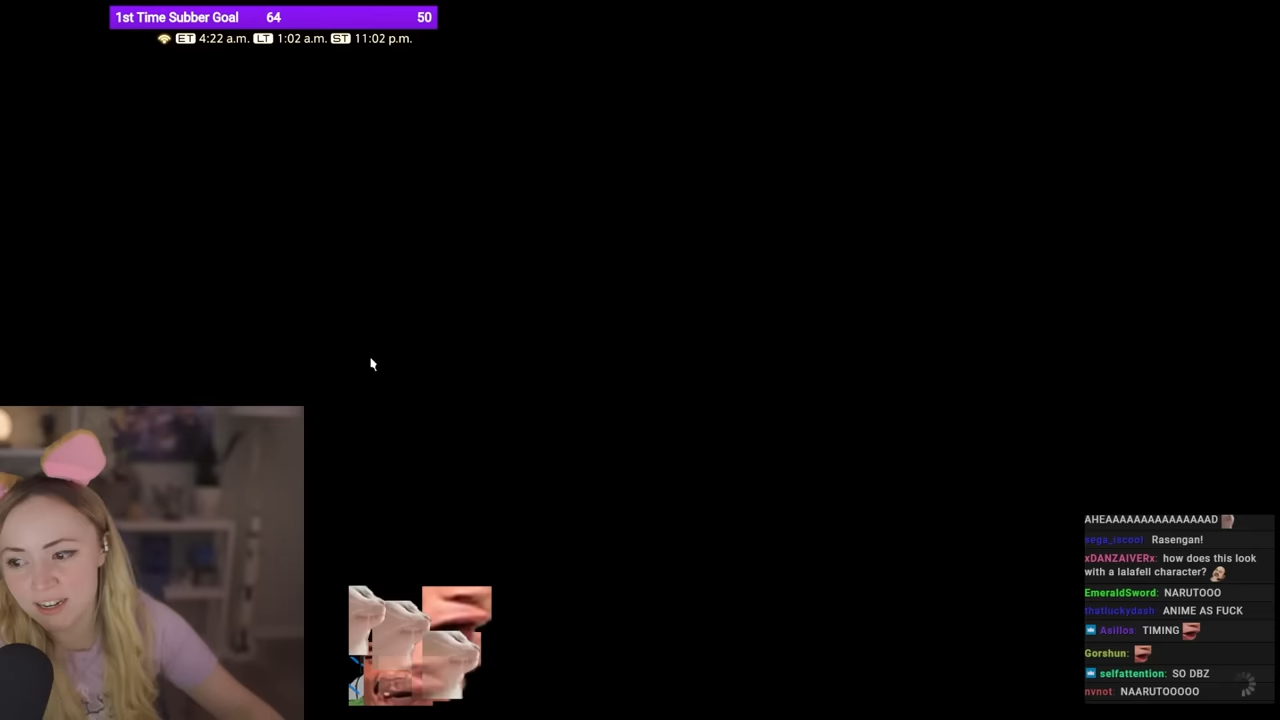 1st Time Subber Goal 64 50
ET 4:22 a.m. LT 1:02 a.m. ST 11:02 p.m.
AHEAAAAAAAAAAAAAAAD
sega_iscool: Rasengan!
xDANZAIVERx: how does this look
with a lalafell character?
EmeraldSword: NARUTOOO
thatluckydash: ANIME AS FUCK
Asillos: TIMING
Gorshun:
selfattention: SO DBZ
nvnot: NAARUTOOOOO